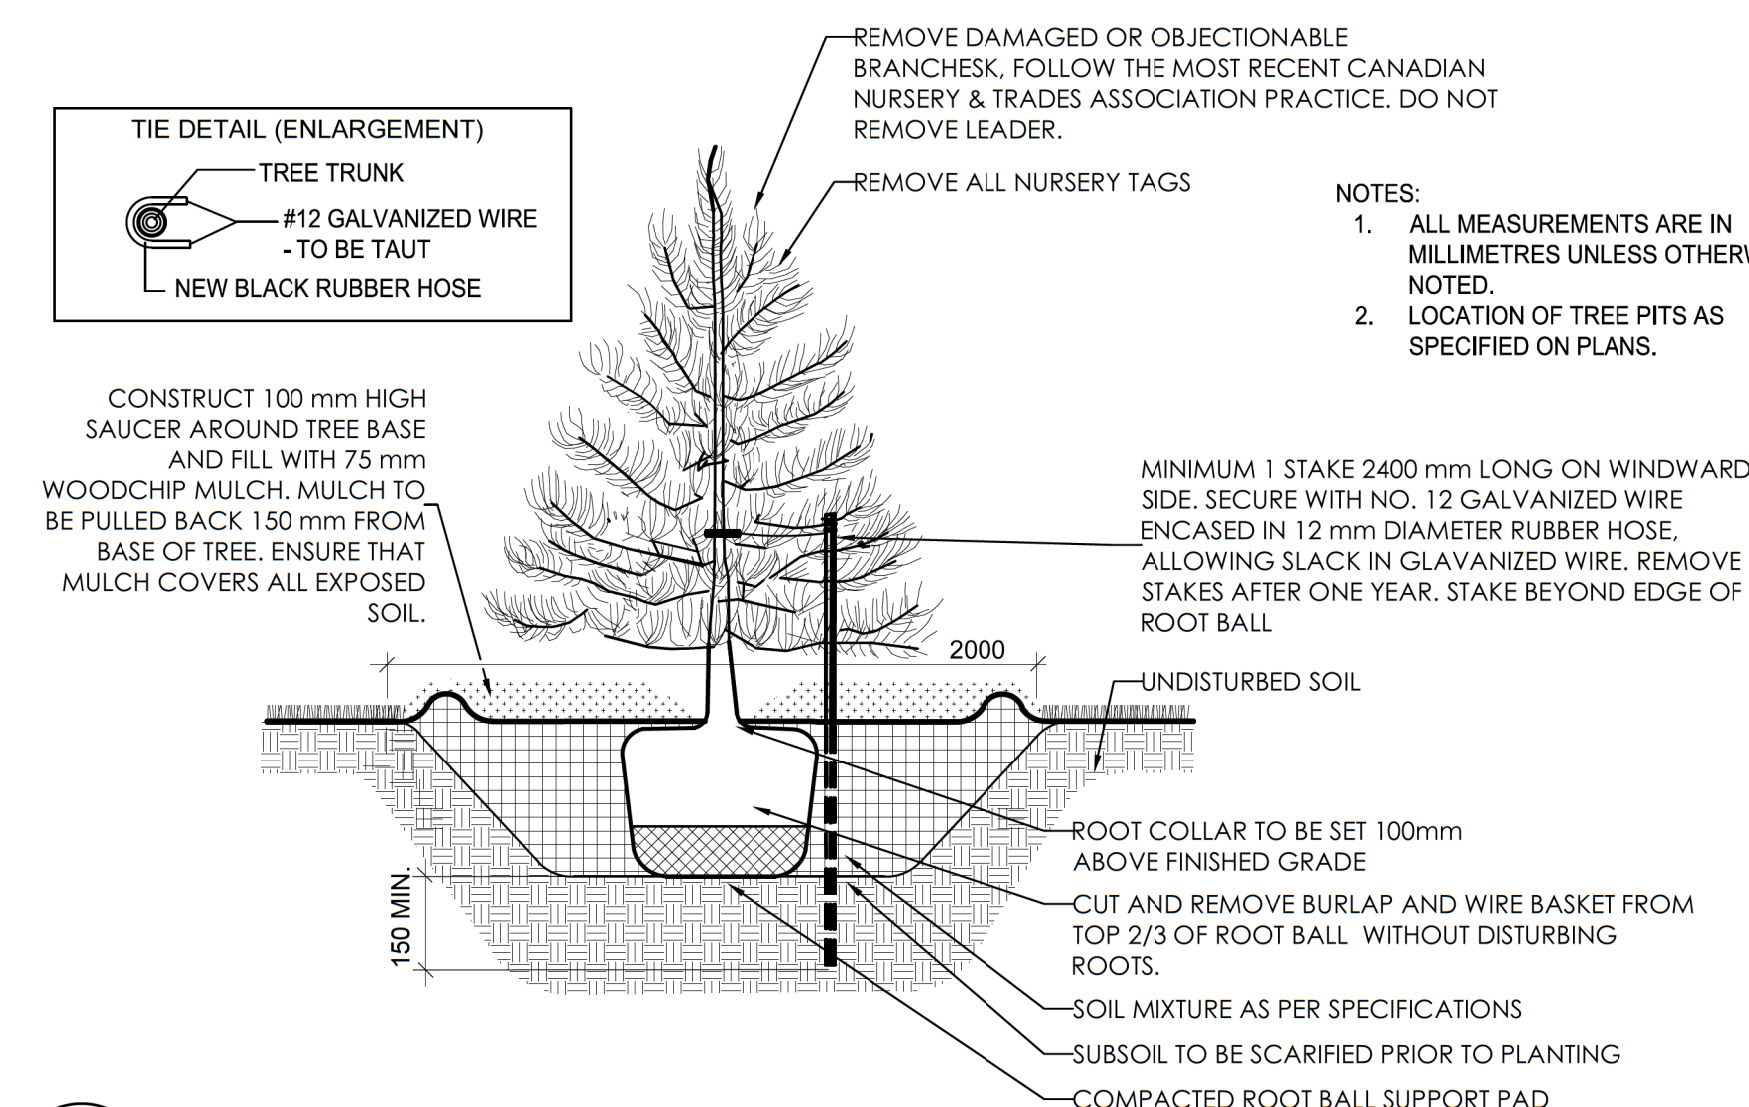 REMOVE DAMAGED OR OBJECTIONABLE
BRANCHESK, FOLLOW THE MOST RECENT CANADIAN
NURSERY & TRADES ASSOCIATION PRACTICE. DO NOT
REMOVE LEADER.
REMOVE ALL NURSERY TAGS
TIE DETAIL (ENLARGEMENT)
TREE TRUNK
#12 GALVANIZED WIRE
- TO BE TAUT
NEW BLACK RUBBER HOSE
NOTES:
1. ALL MEASUREMENTS ARE IN
MILLIMETRES UNLESS
NOTED.
2. LOCATION OF TREE PITS AS
SPECIFIED ON PLANS.
CONSTRUCT 100 mm HIGH
SAUCER AROUND TREE BASE
AND FILL WITH 75 mm
WOODCHIP MULCH. MULCH TO
BE PULLED BACK 150 mm FROM
BASE OF TREE. ENSURE THAT
MULCH COVERS ALL EXPOSED
SOIL.
MINIMUM 1 STAKE 2400 mm LONG ON WINDWARD
SIDE. SECURE WITH NO. 12 GALVANIZED WIRE
ENCASED IN 12 mm DIAMETER RUBBER HOSE,
ALLOWING SLACK IN GLAVANIZED WIRE. REMOVE
STAKES AFTER ONE YEAR. STAKE BEYOND EDGE OF
ROOT BALL
2000
UNDISTURBED SOIL
150 MIN.
ROOT COLLAR TO BE SET 100mm
ABOVE FINISHED GRADE
CUT AND REMOVE BURLAP AND WIRE BASKET FROM
TOP 2/3 OF ROOT BALL WITHOUT DISTURBING
ROOTS.
SOIL MIXTURE AS PER SPECIFICATIONS
SUBSOIL TO BE SCARIFIED PRIOR TO PLANTING
COMPACTED ROOT BALL SUPPORT PAD